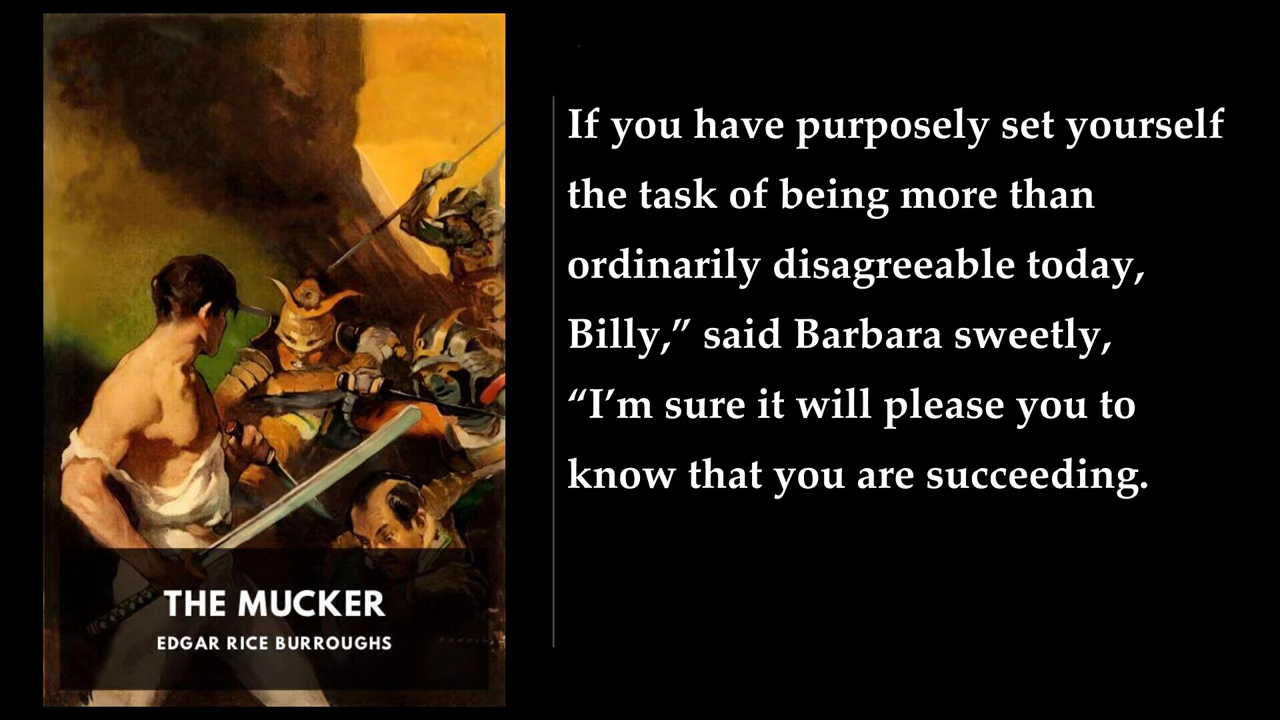 THE MUCKER
EDGAR RICE BURROUGHS
If you have purposely set yourself
the task of being more than
ordinarily disagreeable today,
Billy,” said Barbara sweetly,
“I’m sure it will please you to
know that you are succeeding.